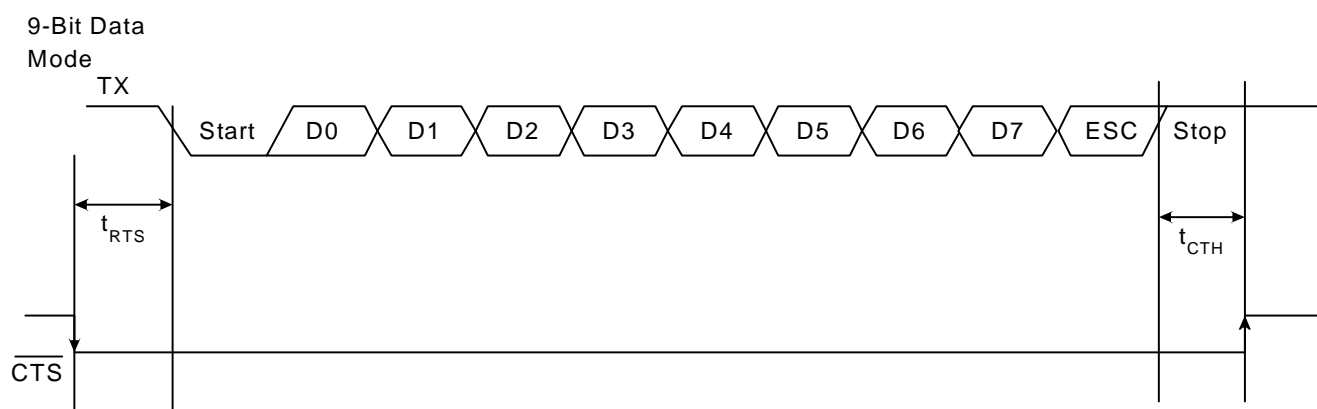 9-Bit Data
Mode
TX
Start D0 D1 D2 D3 D4 D5 D6 D7 ESC Stop
tRTS
tCTH
CTS